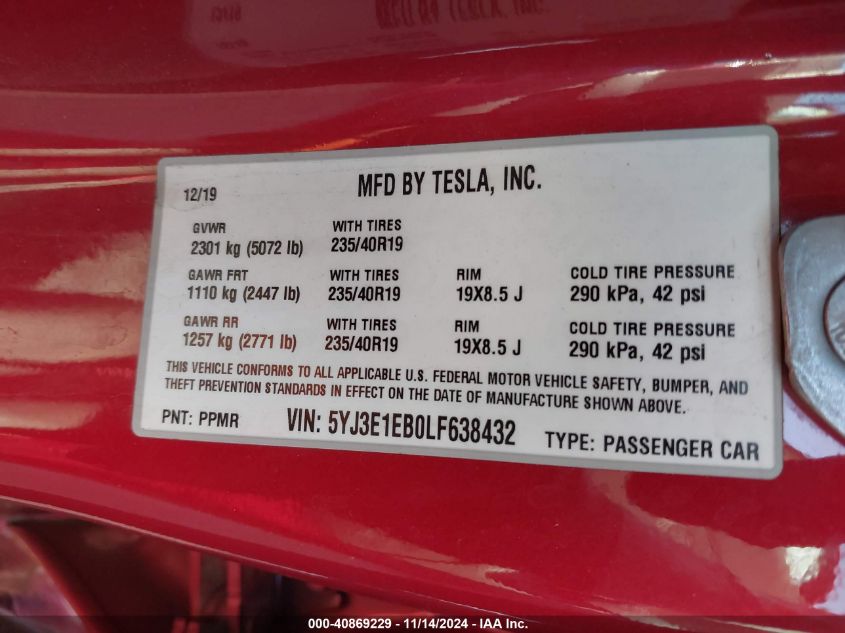 12/19 MFD BY TESLA, INC.
GVWR WITH TIRES
2301 kg (5072 lb) 235/40R19
GAWR FRT WITH TIRES RIM COLD TIRE PRESSURE
1110 kg (2447 lb) 235/40R19 19X8.5 J 290 kPa, 42 psi
GAWR RR WITH TIRES RIM COLD TIRE PRESSURE
1257 kg (2771 lb) 235/40R19 19X8.5 J 290 kPa, 42 psi
THIS VEHICLE CONFORMS TO ALL APPLICABLE U.S. FEDERAL MOTOR VEHICLE SAFETY, BUMPER, AND
THEFT PREVENTION STANDARDS IN EFFECT ON THE DATE OF MANUFACTURE SHOWN ABOVE.
PNT: PPMR VIN: 5YJ3E1EB0LF638432 TYPE: PASSENGER CAR
000-40869229 - 11/14/2024 - IAA Inc.